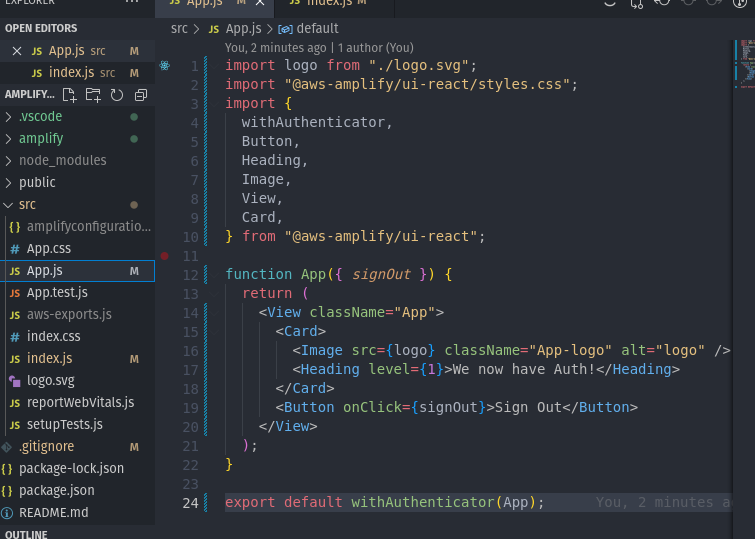 EXPLORER ...
App.js M ×
index.js M
OPEN EDITORS
× JS App.js src M
JS index.js src M
AMPLIFY...
.vscode
amplify
node_modules
public
src
{} amplifyconfiguratio...
# App.css
JS App.js M
JS App.test.js
JS aws-exports.js
# index.css
JS index.js M
logo.svg
JS reportWebVitals.js
JS setupTests.js
.gitignore M
{} package-lock.json
{} package.json
README.md
OUTLINE
src > JS App.js > default
You, 2 minutes ago | 1 author (You)
1 import logo from "./logo.svg";
2 import "@aws-amplify/ui-react/styles.css";
3 import {
4 withAuthenticator,
5 Button,
6 Heading,
7 Image,
8 View,
9 Card,
10 } from "@aws-amplify/ui-react";
11
12 function App({ signOut }) {
13 return (
14 <View className="App">
15 <Card>
16 <Image src={logo} className="App-logo" alt="logo" />
17 <Heading level={1}>We now have Auth!</Heading>
18 </Card>
19 <Button onClick={signOut}>Sign Out</Button>
20 </View>
21 );
22 }
23
24 export default withAuthenticator(App); You, 2 minutes a